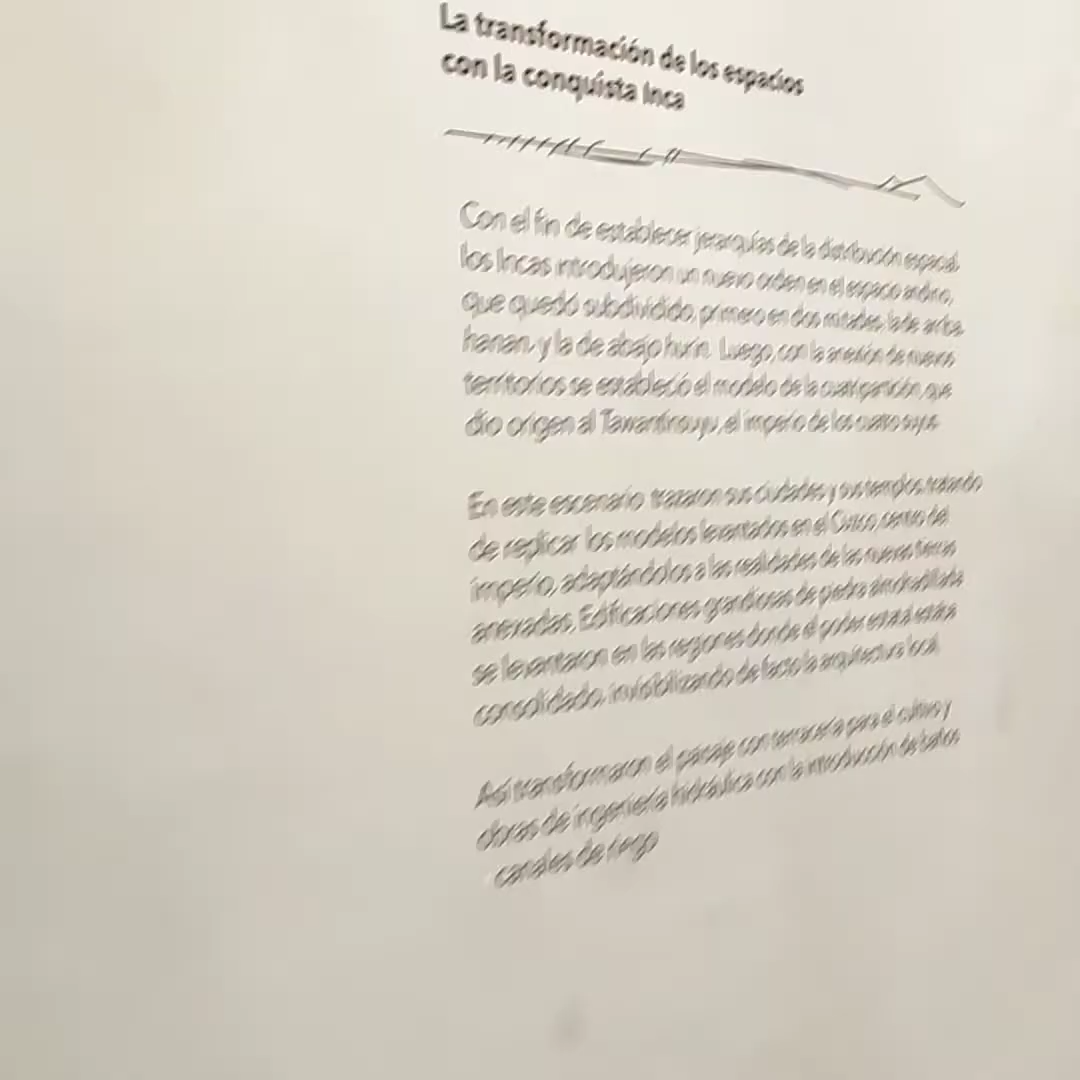 La transformación de los espacios
con la conquista Inca
Con el fin de establecer jerarquías de la distribución espacial,
los Incas introdujeron un nuevo orden en el espacio andino,
que quedó subdividido, primero en dos mitades, la de arriba
hanan, y la de abajo hurin. Luego, con la anexión de nuevos
territorios se estableció el modelo de la cuatripartición, que
dio origen al Tawantinsuyu, el imperio de los cuatro suyus
En este escenario trazaron sus ciudades y sus templos, tratando
de replicar los modelos levantados en el Cusco, centro del
imperio, adaptándolos a las realidades de las nuevas tierras
anexadas. Edificaciones grandiosas de piedra almohadillada
se levantaron en las regiones donde el poder estaba
consolidado, invisibilizando de facto la arquitectura local.
Así transformaron el paisaje con terracería para el cultivo y
obras de ingeniería hidráulica con la introducción de baños
canales de riego